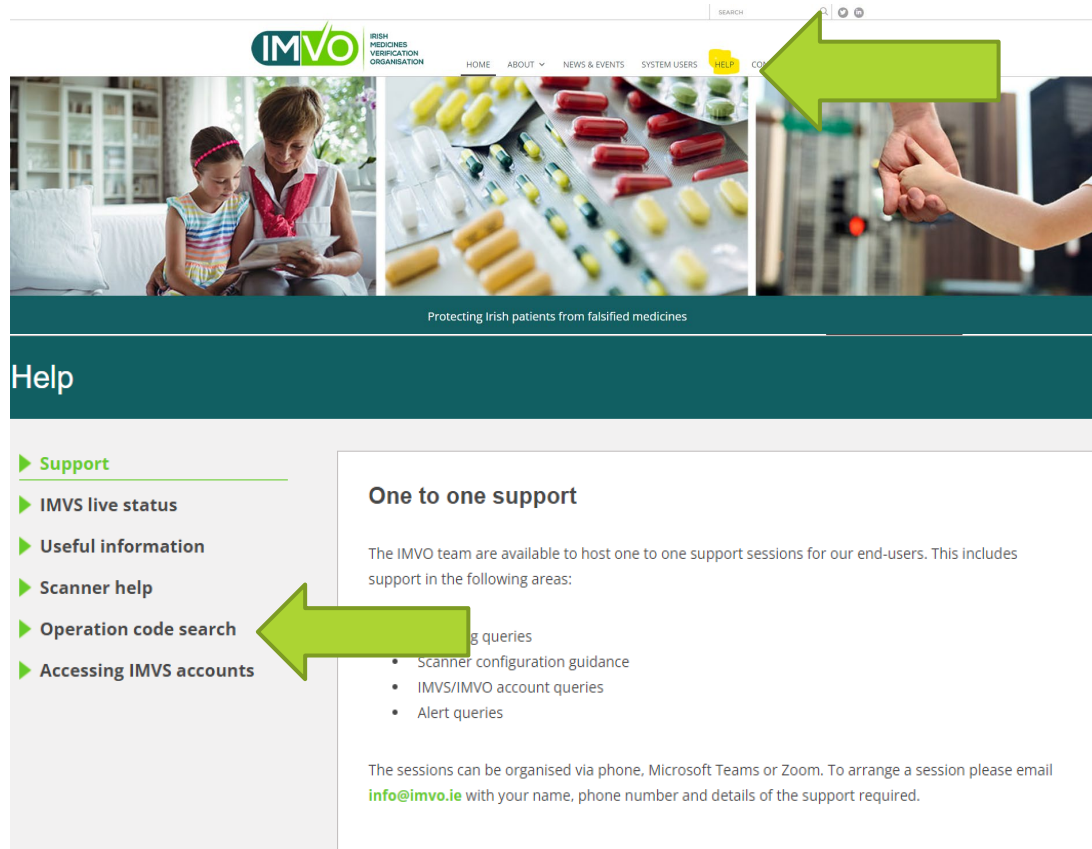 SEARCH
IMVO
IRISH
MEDICINES
VERIFICATION
ORGANISATION
HOME ABOUT NEWS & EVENTS SYSTEM USERS HELP
Protecting Irish patients from falsified medicines
Help
Support
IMVS live status
Useful information
Scanner help
Operation code search
Accessing IMVS accounts
One to one support
The IMVO team are available to host one to one support sessions for our end-users. This includes
support in the following areas:
queries
Scanner configuration guidance
IMVS/IMVO account queries
Alert queries
The sessions can be organised via phone, Microsoft Teams or Zoom. To arrange a session please email
info@imvo.ie with your name, phone number and details of the support required.